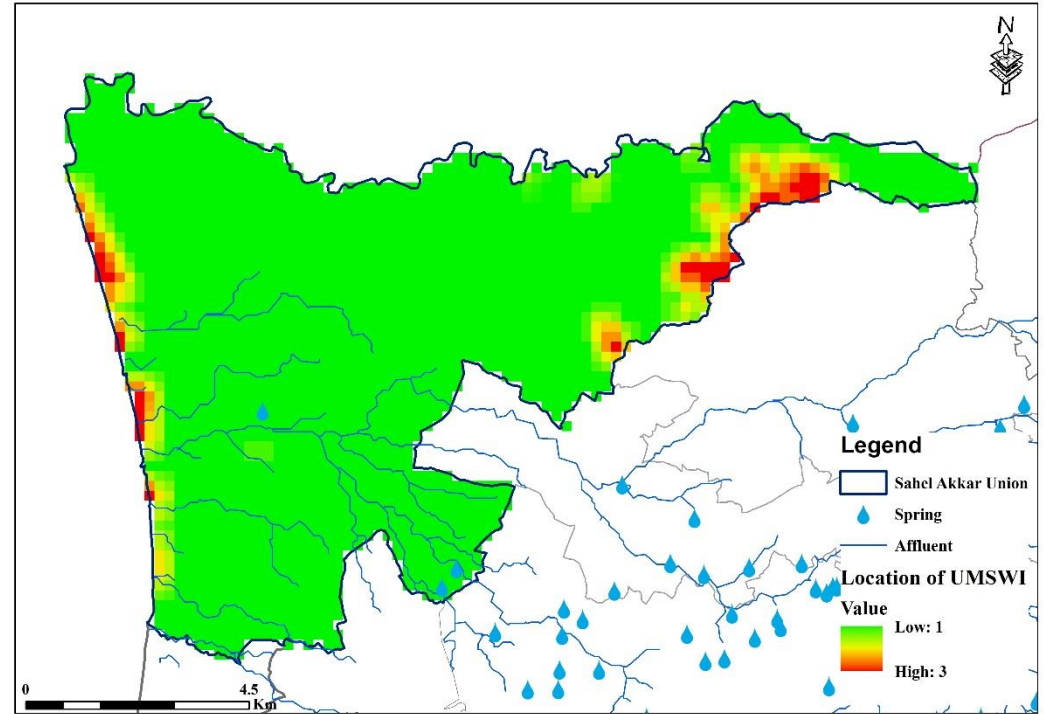 N
Legend
Sahel Akkar Union
Spring
Affluent
Location of UMSWI
Value
Low: 1
High: 3
0 4.5
Km